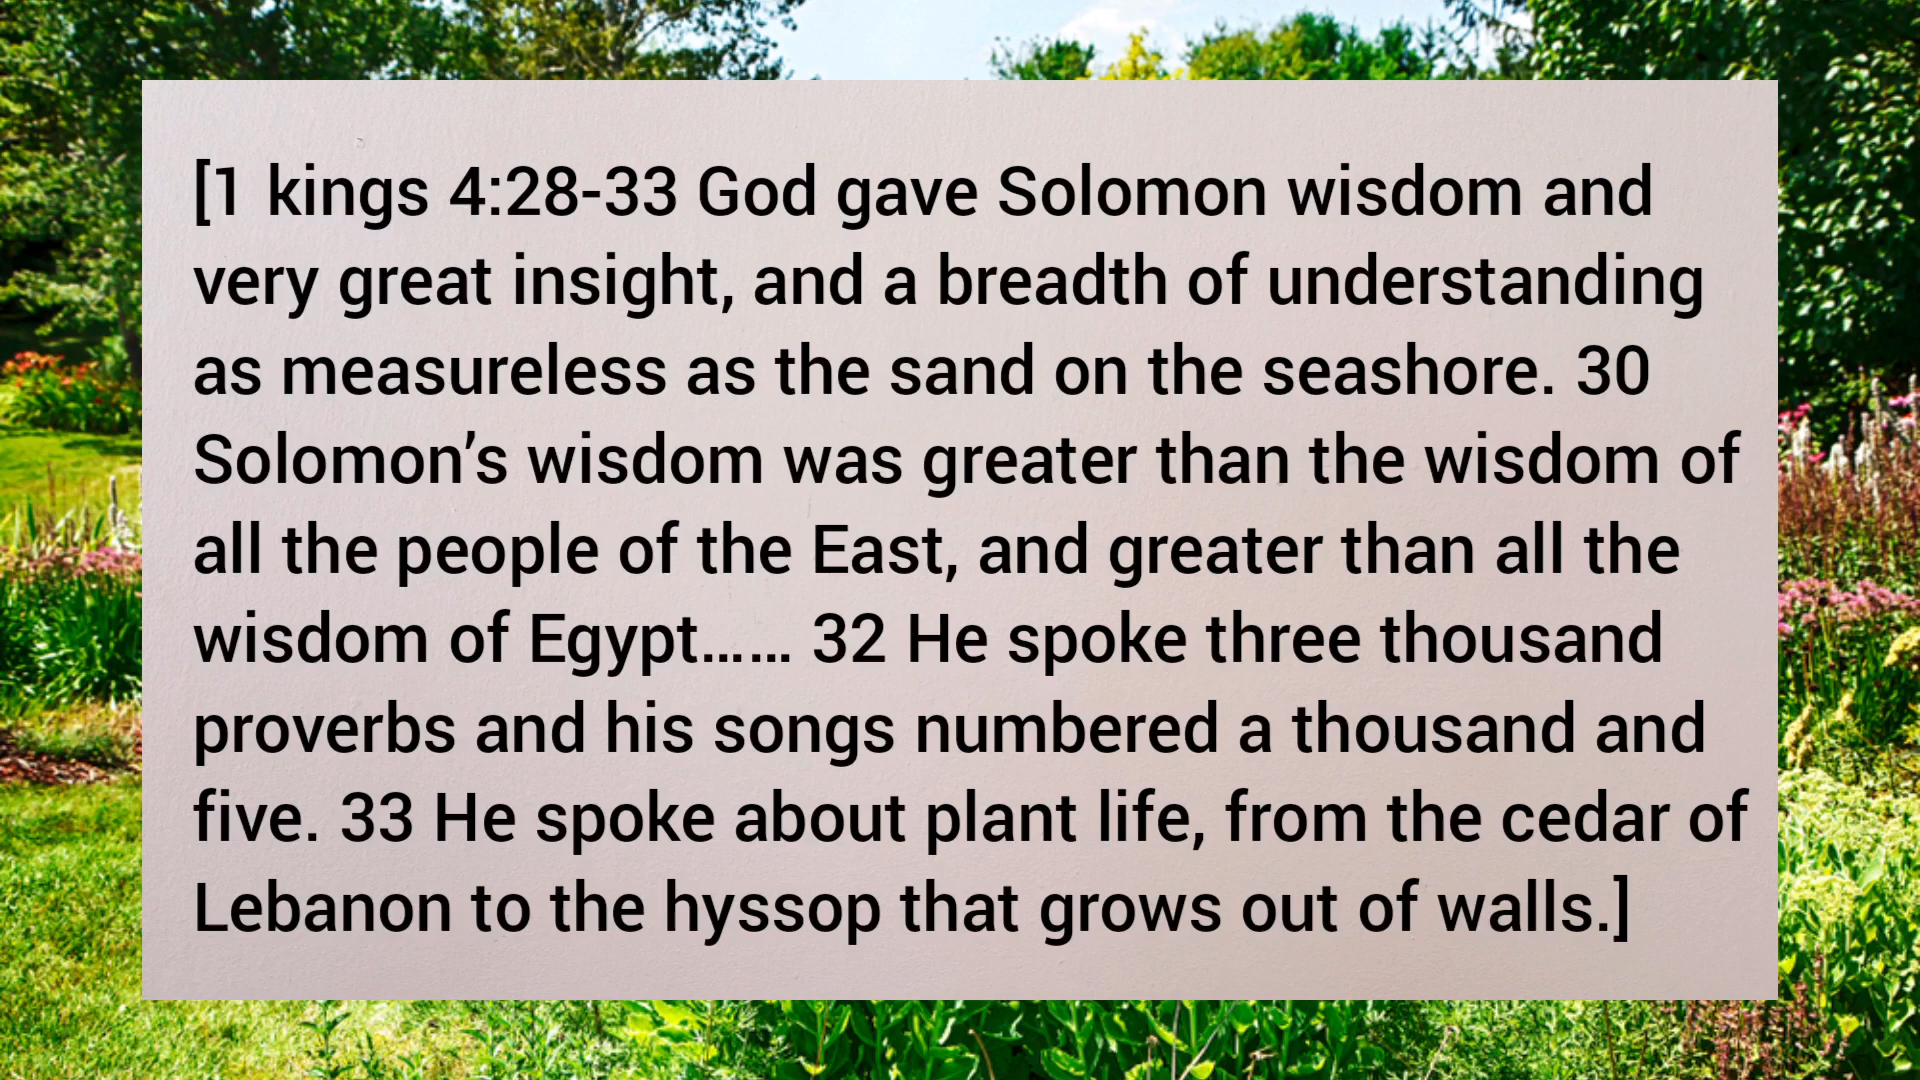 [1 kings 4:28-33 God gave Solomon wisdom and
very great insight, and a breadth of understanding
as measureless as the sand on the seashore. 30
Solomon’s wisdom was greater than the wisdom of
all the people of the East, and greater than all the
wisdom of Egypt…… 32 He spoke three thousand
proverbs and his songs numbered a thousand and
five. 33 He spoke about plant life, from the cedar of
Lebanon to the hyssop that grows out of walls.]